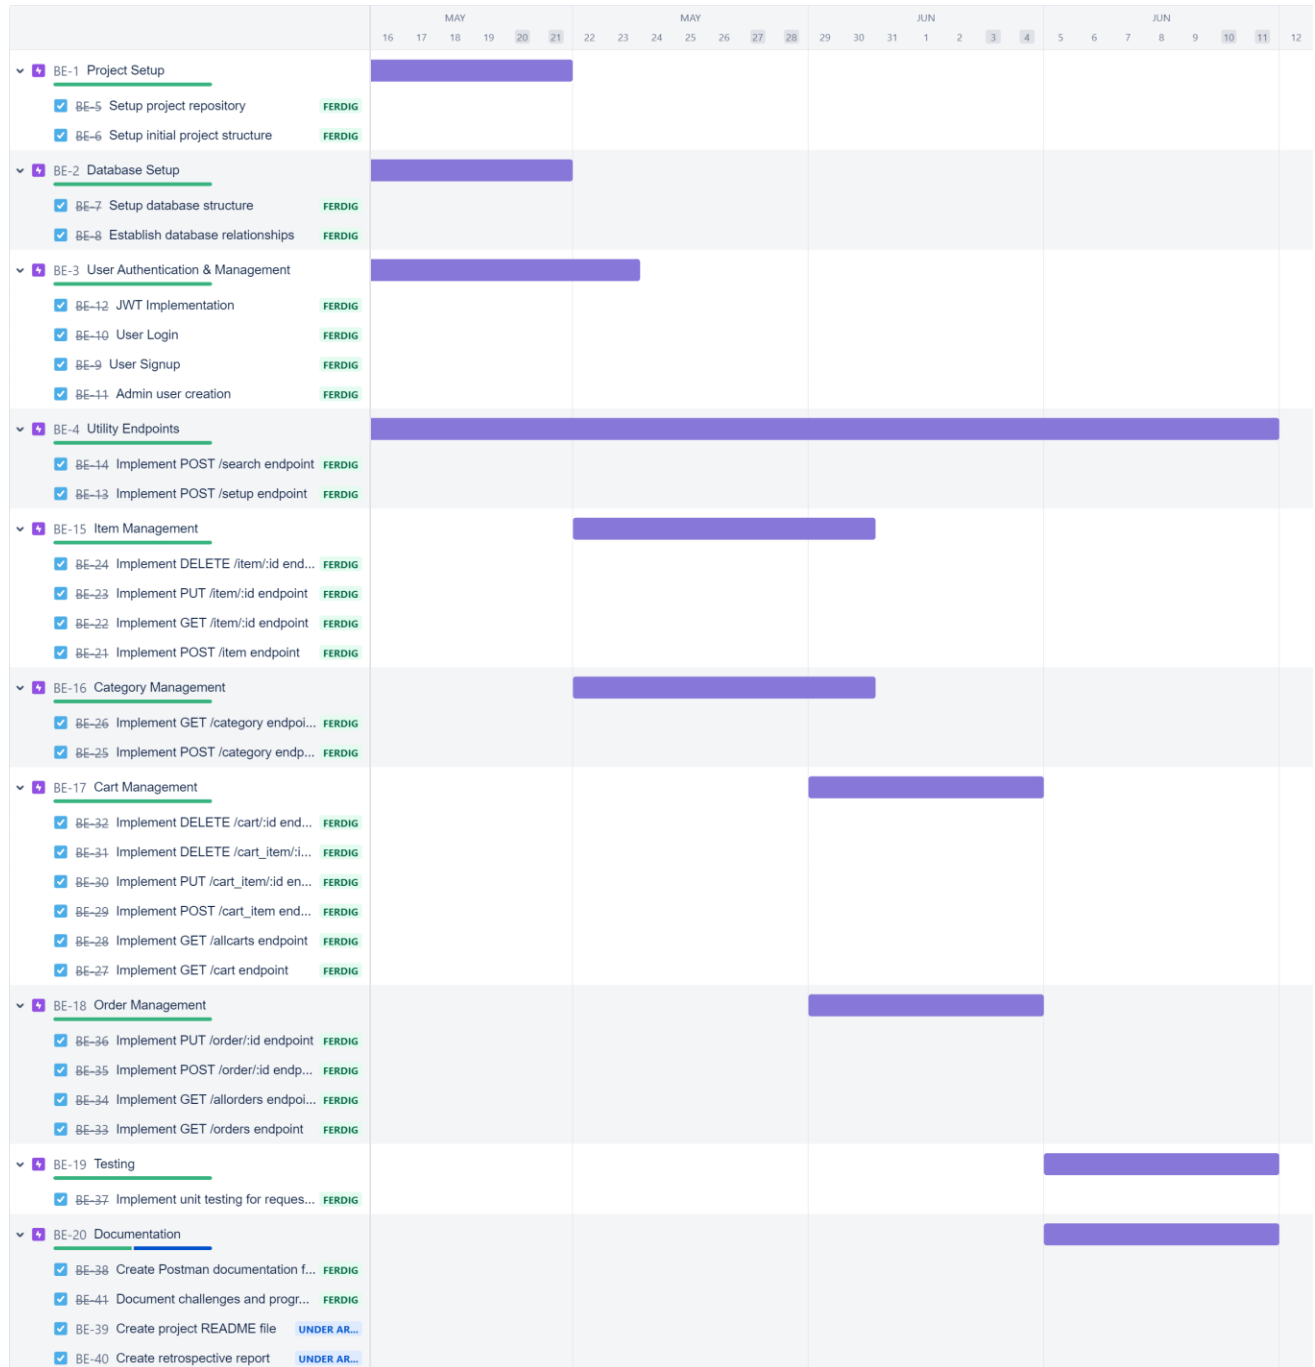 MAY MAY JUN JUN
16 17 18 19 20 21 22 23 24 25 26 27 28 29 30 31 1 2 3 4 5 6 7 8 9 10 11 12
BE-1 Project Setup
BE-5 Setup project repository FERDIG
BE-6 Setup initial project structure FERDIG
BE-2 Database Setup
BE-7 Setup database structure FERDIG
BE-8 Establish database relationships FERDIG
BE-3 User Authentication & Management
BE-12 JWT Implementation FERDIG
BE-10 User Login FERDIG
BE-9 User Signup FERDIG
BE-11 Admin user creation FERDIG
BE-4 Utility Endpoints
BE-14 Implement POST /search endpoint FERDIG
BE-13 Implement POST /setup endpoint FERDIG
BE-15 Item Management
BE-24 Implement DELETE /item/:id end... FERDIG
BE-23 Implement PUT /item/:id endpoint FERDIG
BE-22 Implement GET /item/:id endpoint FERDIG
BE-21 Implement POST /item endpoint FERDIG
BE-16 Category Management
BE-26 Implement GET /category endpoi... FERDIG
BE-25 Implement POST /category endp... FERDIG
BE-17 Cart Management
BE-32 Implement DELETE /cart/:id end... FERDIG
BE-31 Implement DELETE /cart_item/:i... FERDIG
BE-30 Implement PUT /cart_item/:id en... FERDIG
BE-29 Implement POST /cart_item end... FERDIG
BE-28 Implement GET /allcarts endpoint FERDIG
BE-27 Implement GET /cart endpoint FERDIG
BE-18 Order Management
BE-36 Implement PUT /order/:id endpoint FERDIG
BE-35 Implement POST /order/:id endp... FERDIG
BE-34 Implement GET /allorders endpoi... FERDIG
BE-33 Implement GET /orders endpoint FERDIG
BE-19 Testing
BE-37 Implement unit testing for reques... FERDIG
BE-20 Documentation
BE-38 Create Postman documentation f... FERDIG
BE-41 Document challenges and progr... FERDIG
BE-39 Create project README file UNDER AR...
BE-40 Create retrospective report UNDER AR...